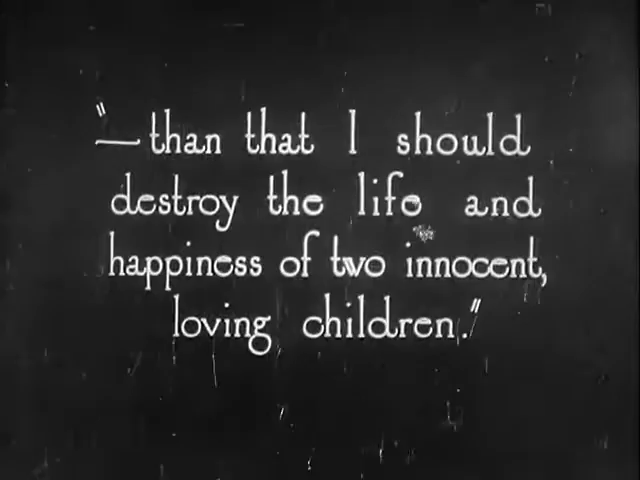 "—than that I should
destroy the life and
happiness of two innocent,
loving children."